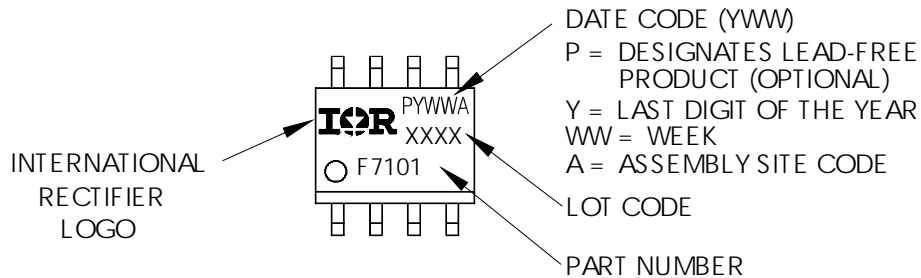 DATE CODE (YWW)
P = DESIGNATES LEAD-FREE
PRODUCT (OPTIONAL)
Y = LAST DIGIT OF THE YEAR
WW = WEEK
A = ASSEMBLY SITE CODE
LOT CODE
PART NUMBER
INTERNATIONAL
RECTIFIER
LOGO
PYWWA
IOR
XXXX
F7101